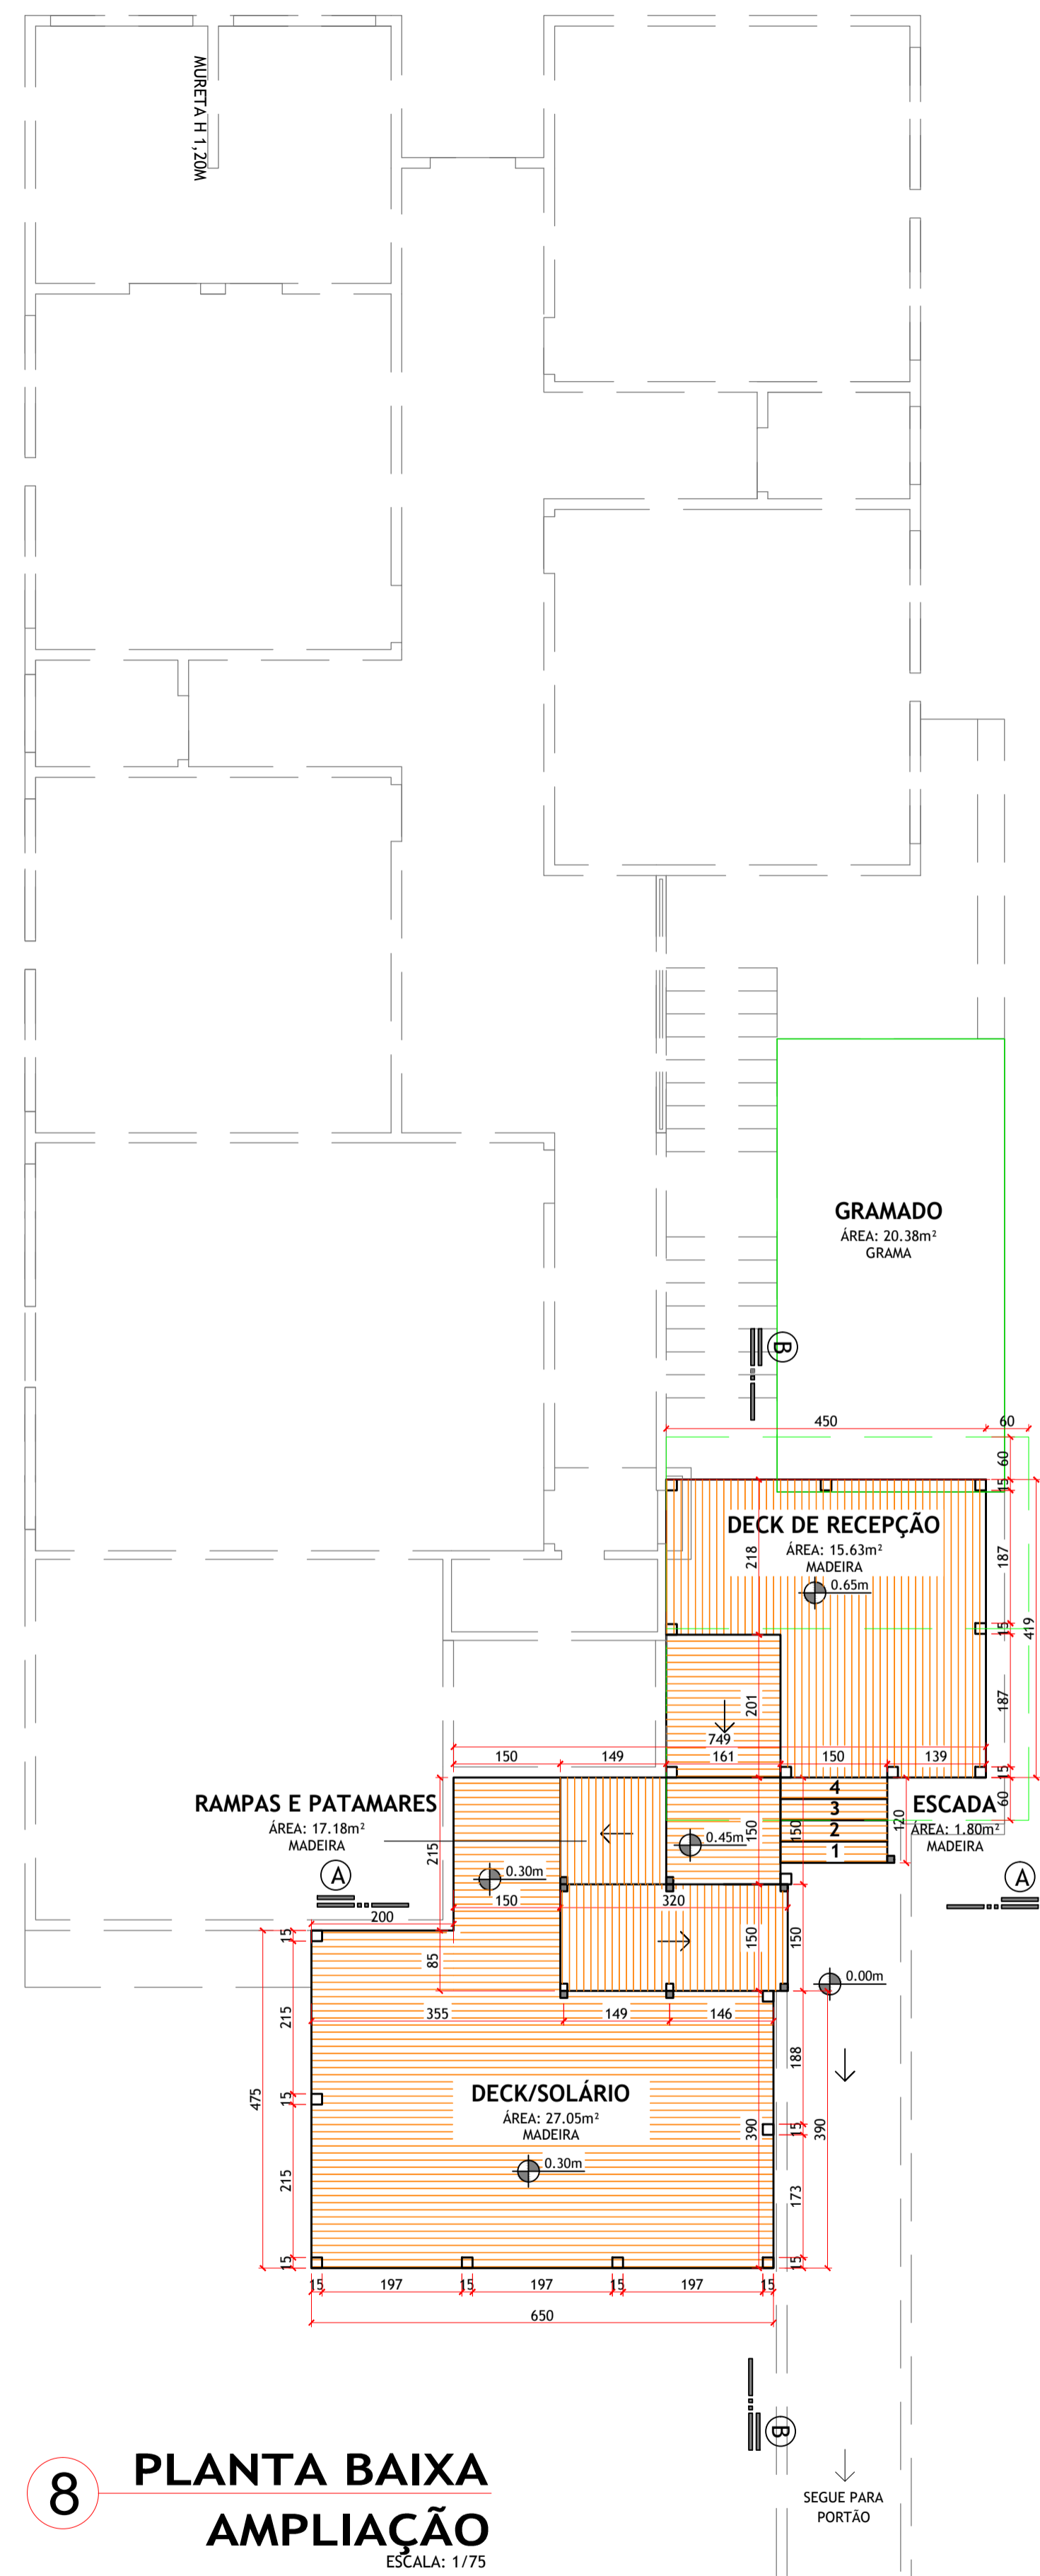 MURETA H 1,20M
GRAMADO
ÁREA: 20.38m²
GRAMA
B
450
60
60
15
DECK DE RECEPÇÃO
ÁREA: 15.63m²
MADEIRA
0.65m
218
187
15
419
201
187
749
150
149
161
150
139
15
60
RAMPAS E PATAMARES
ÁREA: 17.18m²
MADEIRA
4
3
2
1
ESCADA
ÁREA: 1.80m²
MADEIRA
120
215
150
150
0.45m
A
A
0.30m
150
320
200
15
85
150
150
0.00m
215
355
149
146
188
475
15
DECK/SOLÁRIO
ÁREA: 27.05m²
MADEIRA
390
15
390
0.30m
215
173
15
15
15
197
15
197
15
197
15
650
B
8
PLANTA BAIXA
AMPLIAÇÃO
ESCALA: 1/75
SEGUE PARA
PORTÃO